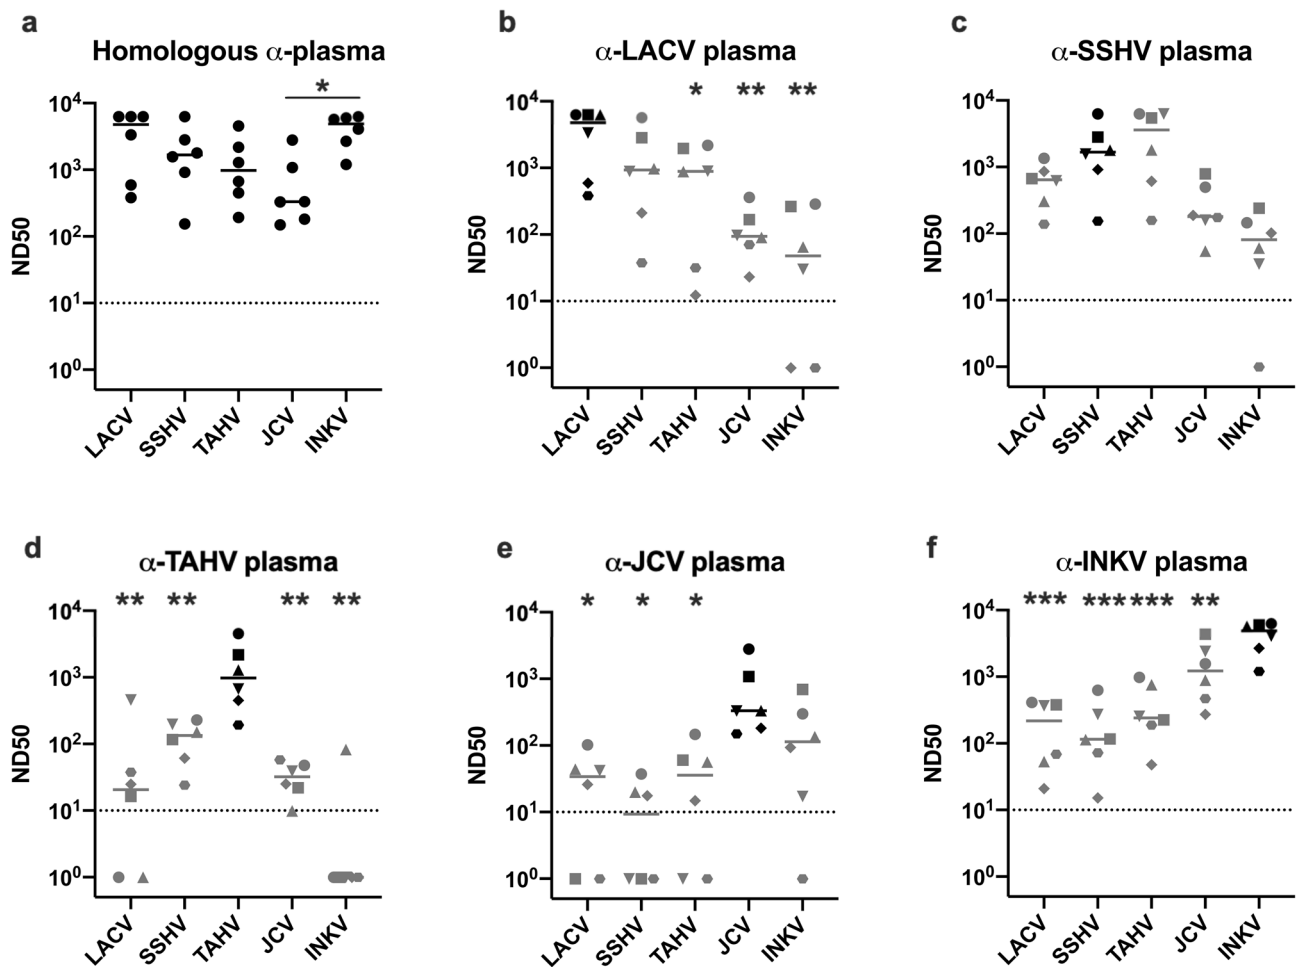 a
Homologous α-plasma
*
ND50
10⁴
10³
10²
10¹
10⁰
LACV
SSHV
TAHV
JCV
INKV
b
α-LACV plasma
* ** **
ND50
10⁴
10³
10²
10¹
10⁰
LACV
SSHV
TAHV
JCV
INKV
c
α-SSHV plasma
ND50
10⁴
10³
10²
10¹
10⁰
LACV
SSHV
TAHV
JCV
INKV
d
α-TAHV plasma
** ** ** **
ND50
10⁴
10³
10²
10¹
10⁰
LACV
SSHV
TAHV
JCV
INKV
e
α-JCV plasma
* * *
ND50
10⁴
10³
10²
10¹
10⁰
LACV
SSHV
TAHV
JCV
INKV
f
α-INKV plasma
*** *** *** **
ND50
10⁴
10³
10²
10¹
10⁰
LACV
SSHV
TAHV
JCV
INKV